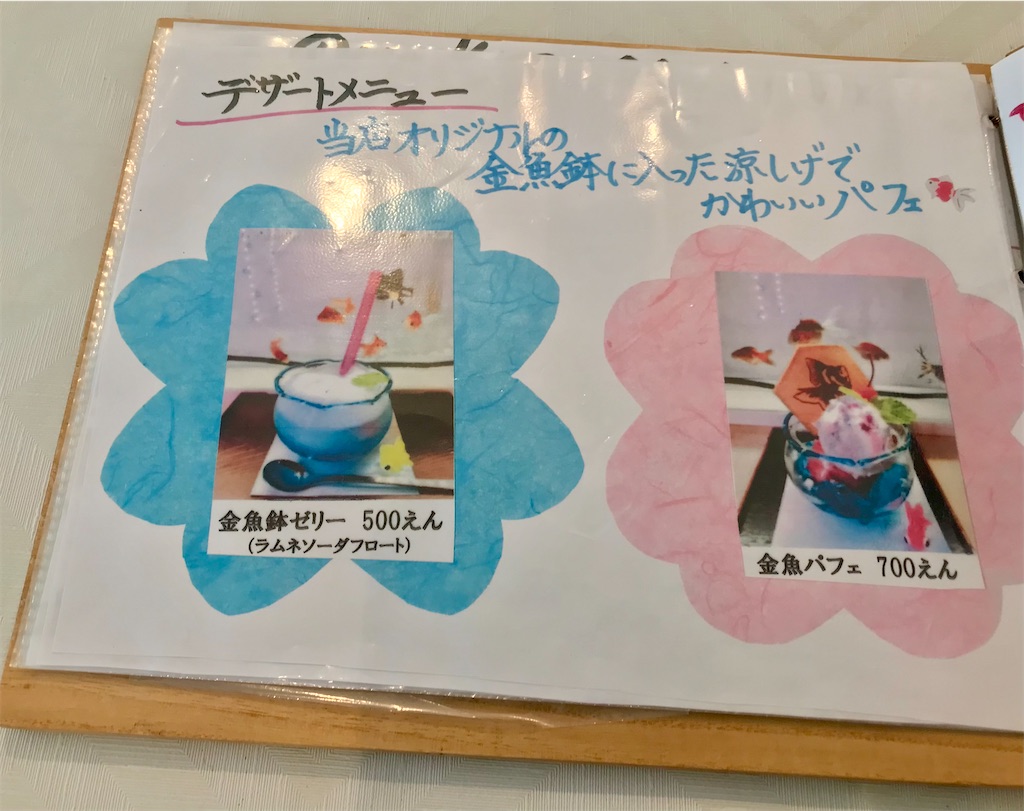 デザートメニュー
当店オリジナルの
金魚鉢に入った涼しげで
かわいいパフェ
金魚鉢ゼリー 500えん
(ラムネソーダフロート)
金魚パフェ 700えん